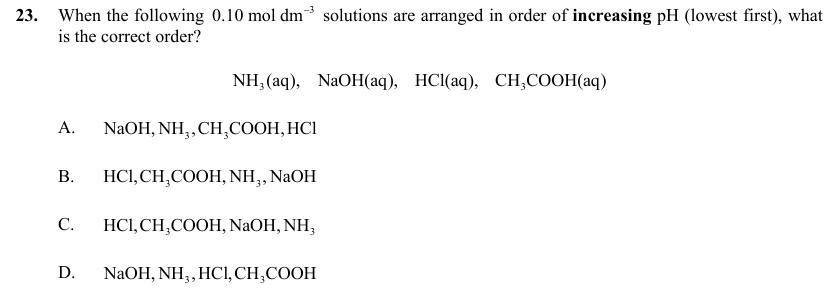 23. When the following 0.10 mol dm⁻³ solutions are arranged in order of increasing pH (lowest first), what
is the correct order?
NH₃(aq), NaOH(aq), HCl(aq), CH₃COOH(aq)
A. NaOH, NH₃, CH₃COOH, HCl
B. HCl, CH₃COOH, NH₃, NaOH
C. HCl, CH₃COOH, NaOH, NH₃
D. NaOH, NH₃, HCl, CH₃COOH